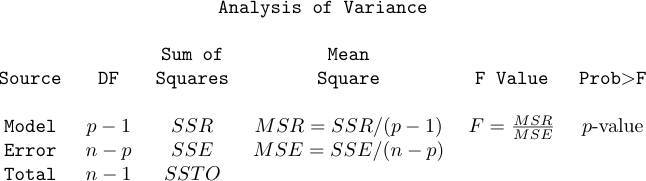 Analysis of Variance
Sum of Mean
Source DF Squares Square F Value Prob>F
Model p − 1 SSR MSR = SSR/(p − 1) F = MSR/MSE p-value
Error n − p SSE MSE = SSE/(n − p)
Total n − 1 SSTO